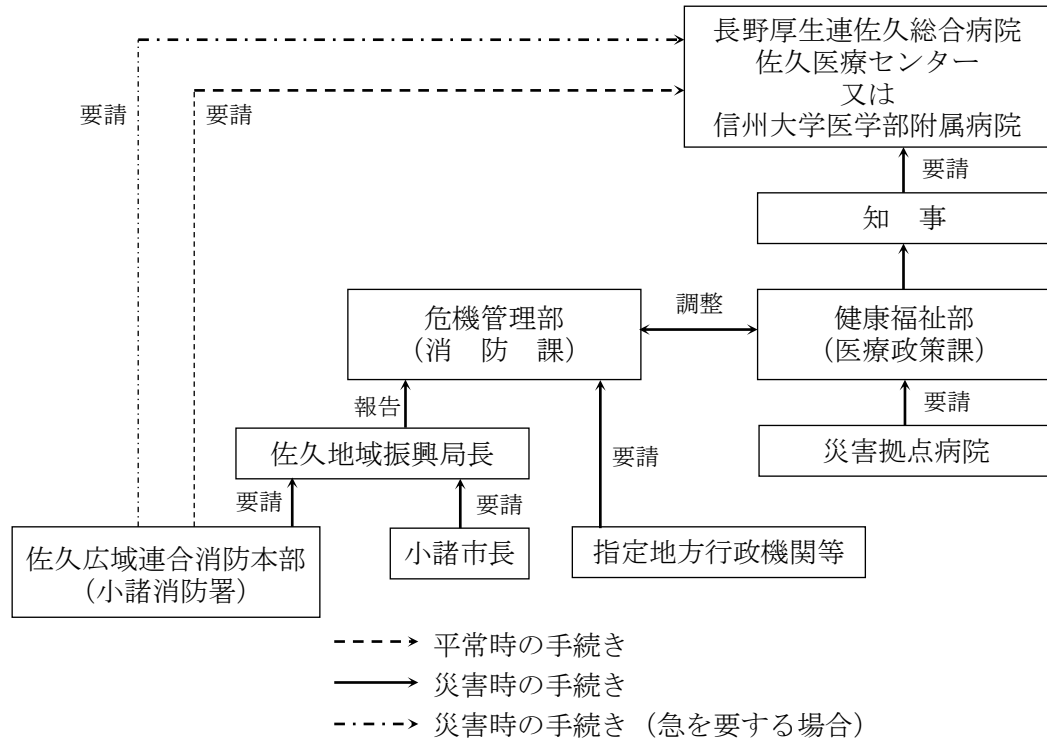 長野厚生連佐久総合病院
佐久医療センター
又は
信州大学医学部附属病院
要請
要請
要請
知　事
調整
危機管理部
（消　防　課）
健康福祉部
（医療政策課）
報告
要請
佐久地域振興局長
災害拠点病院
要請
要請
要請
佐久広域連合消防本部
（小諸消防署）
小諸市長
指定地方行政機関等
平常時の手続き
災害時の手続き
災害時の手続き（急を要する場合）